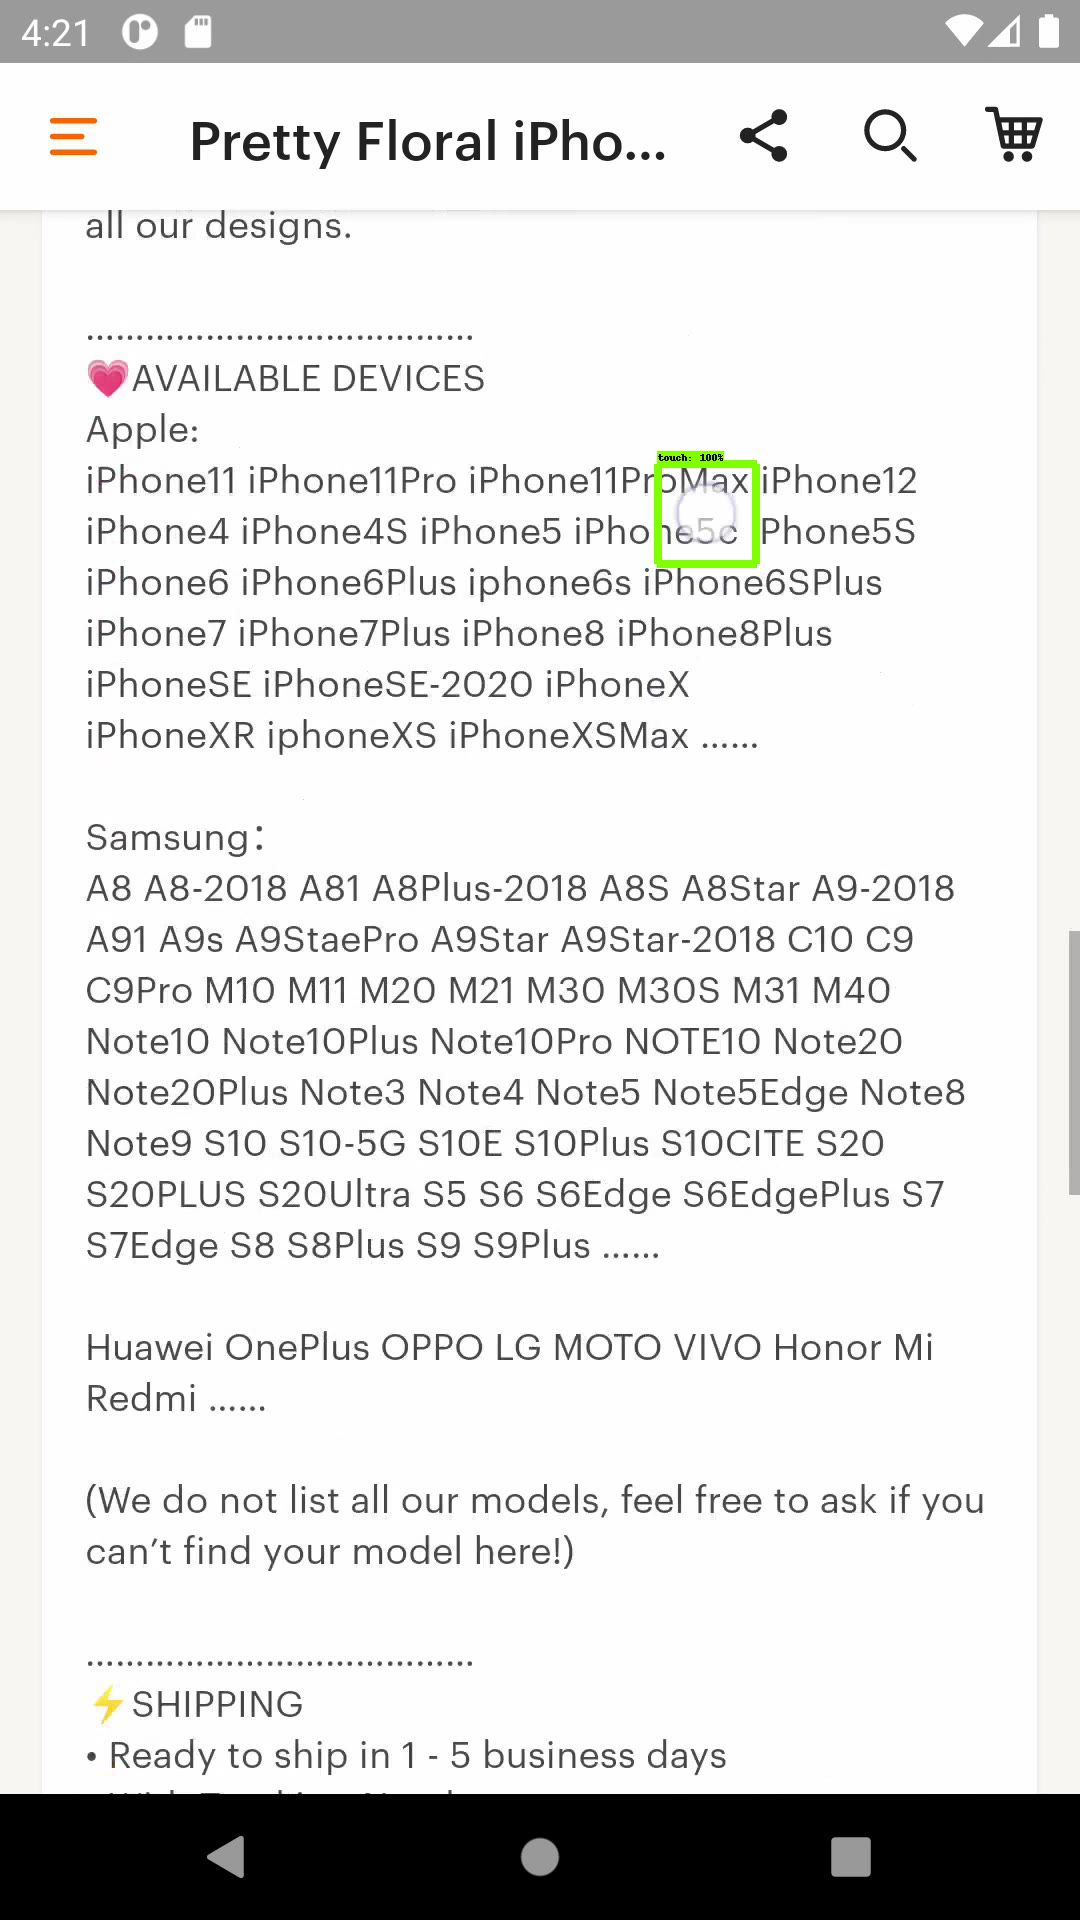 4:21
Pretty Floral iPho...
all our designs.
.......................................
💗AVAILABLE DEVICES
Apple:
touch: 100%
iPhone11 iPhone11Pro iPhone11ProMax iPhone12
iPhone4 iPhone4S iPhone5 iPhone5c iPhone5S
iPhone6 iPhone6Plus iphone6s iPhone6SPlus
iPhone7 iPhone7Plus iPhone8 iPhone8Plus
iPhoneSE iPhoneSE-2020 iPhoneX
iPhoneXR iphoneXS iPhoneXSMax ......
Samsung：
A8 A8-2018 A81 A8Plus-2018 A8S A8Star A9-2018
A91 A9s A9StaePro A9Star A9Star-2018 C10 C9
C9Pro M10 M11 M20 M21 M30 M30S M31 M40
Note10 Note10Plus Note10Pro NOTE10 Note20
Note20Plus Note3 Note4 Note5 Note5Edge Note8
Note9 S10 S10-5G S10E S10Plus S10CITE S20
S20PLUS S20Ultra S5 S6 S6Edge S6EdgePlus S7
S7Edge S8 S8Plus S9 S9Plus ......
Huawei OnePlus OPPO LG MOTO VIVO Honor Mi
Redmi ......
(We do not list all our models, feel free to ask if you
can’t find your model here!)
.......................................
⚡SHIPPING
• Ready to ship in 1 - 5 business days